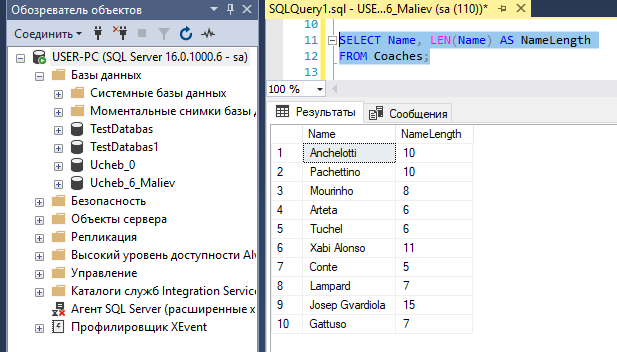 Обозреватель объектов
Соединить
USER-PC (SQL Server 16.0.1000.6 - sa)
Базы данных
Системные базы данных
Моментальные снимки базы д
TestDatabas
TestDatabas1
Ucheb_0
Ucheb_6_Maliev
Безопасность
Объекты сервера
Репликация
Высокий уровень доступности Al
Управление
Каталоги служб Integration Service
Агент SQL Server (расширенные х
Профилировщик XEvent
SQLQuery1.sql - USE...6_Maliev (sa (110))*
10
11 SELECT Name, LEN(Name) AS NameLength
12 FROM Coaches;
13
100 %
Результаты Сообщения
Name NameLength
1 Anchelotti 10
2 Pachettino 10
3 Mourinho 8
4 Arteta 6
5 Tuchel 6
6 Xabi Alonso 11
7 Conte 5
8 Lampard 7
9 Josep Gvardiola 15
10 Gattuso 7